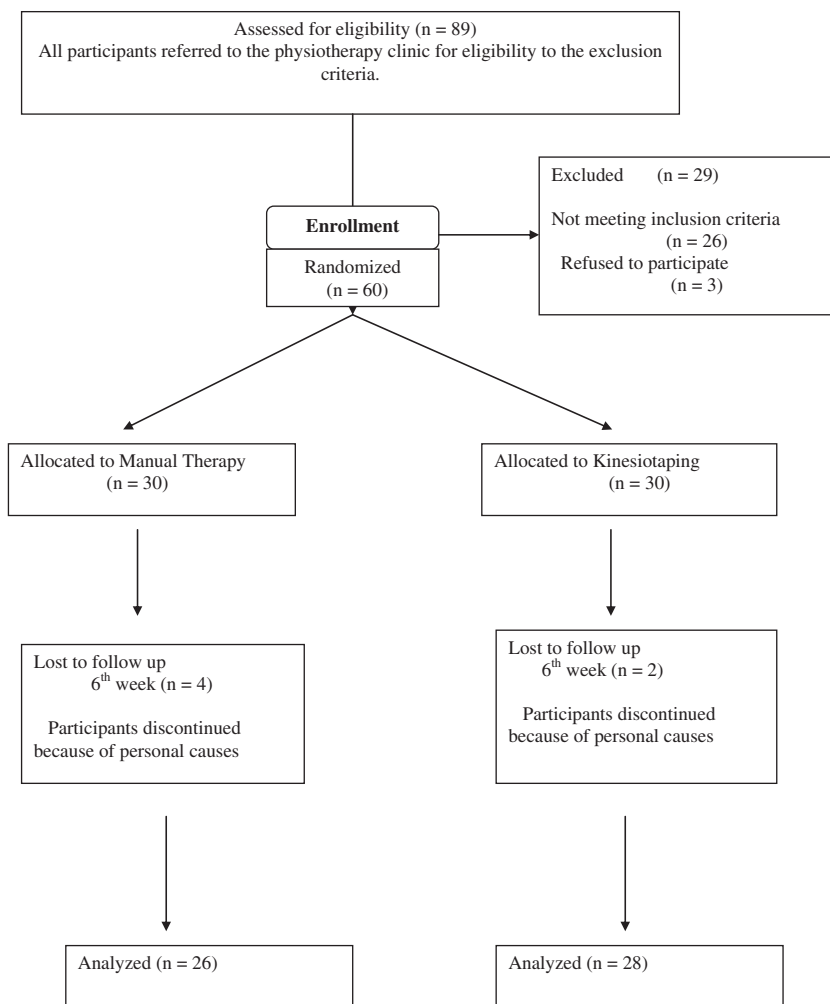 Assessed for eligibility (n = 89)
All participants referred to the physiotherapy clinic for eligibility to the exclusion
criteria.
Excluded (n = 29)
Not meeting inclusion criteria
(n = 26)
Refused to participate
(n = 3)
Enrollment
Randomized
(n = 60)
Allocated to Manual Therapy
(n = 30)
Allocated to Kinesiotaping
(n = 30)
Lost to follow up
6th week (n = 4)
Participants discontinued
because of personal causes
Lost to follow up
6th week (n = 2)
Participants discontinued
because of personal causes
Analyzed (n = 26)
Analyzed (n = 28)